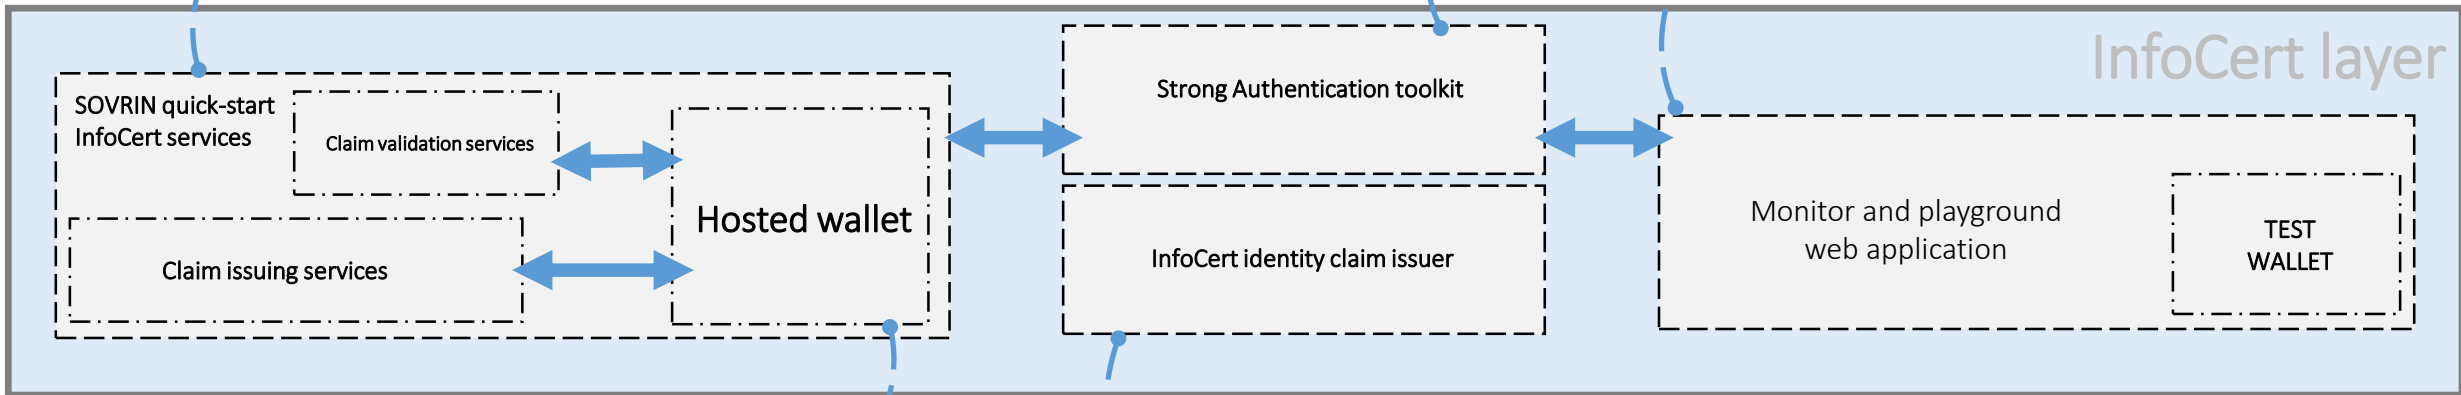 InfoCert layer
SOVRIN quick-start
InfoCert services
Claim validation services
Claim issuing services
Hosted wallet
Strong Authentication toolkit
InfoCert identity claim issuer
Monitor and playground
web application
TEST
WALLET